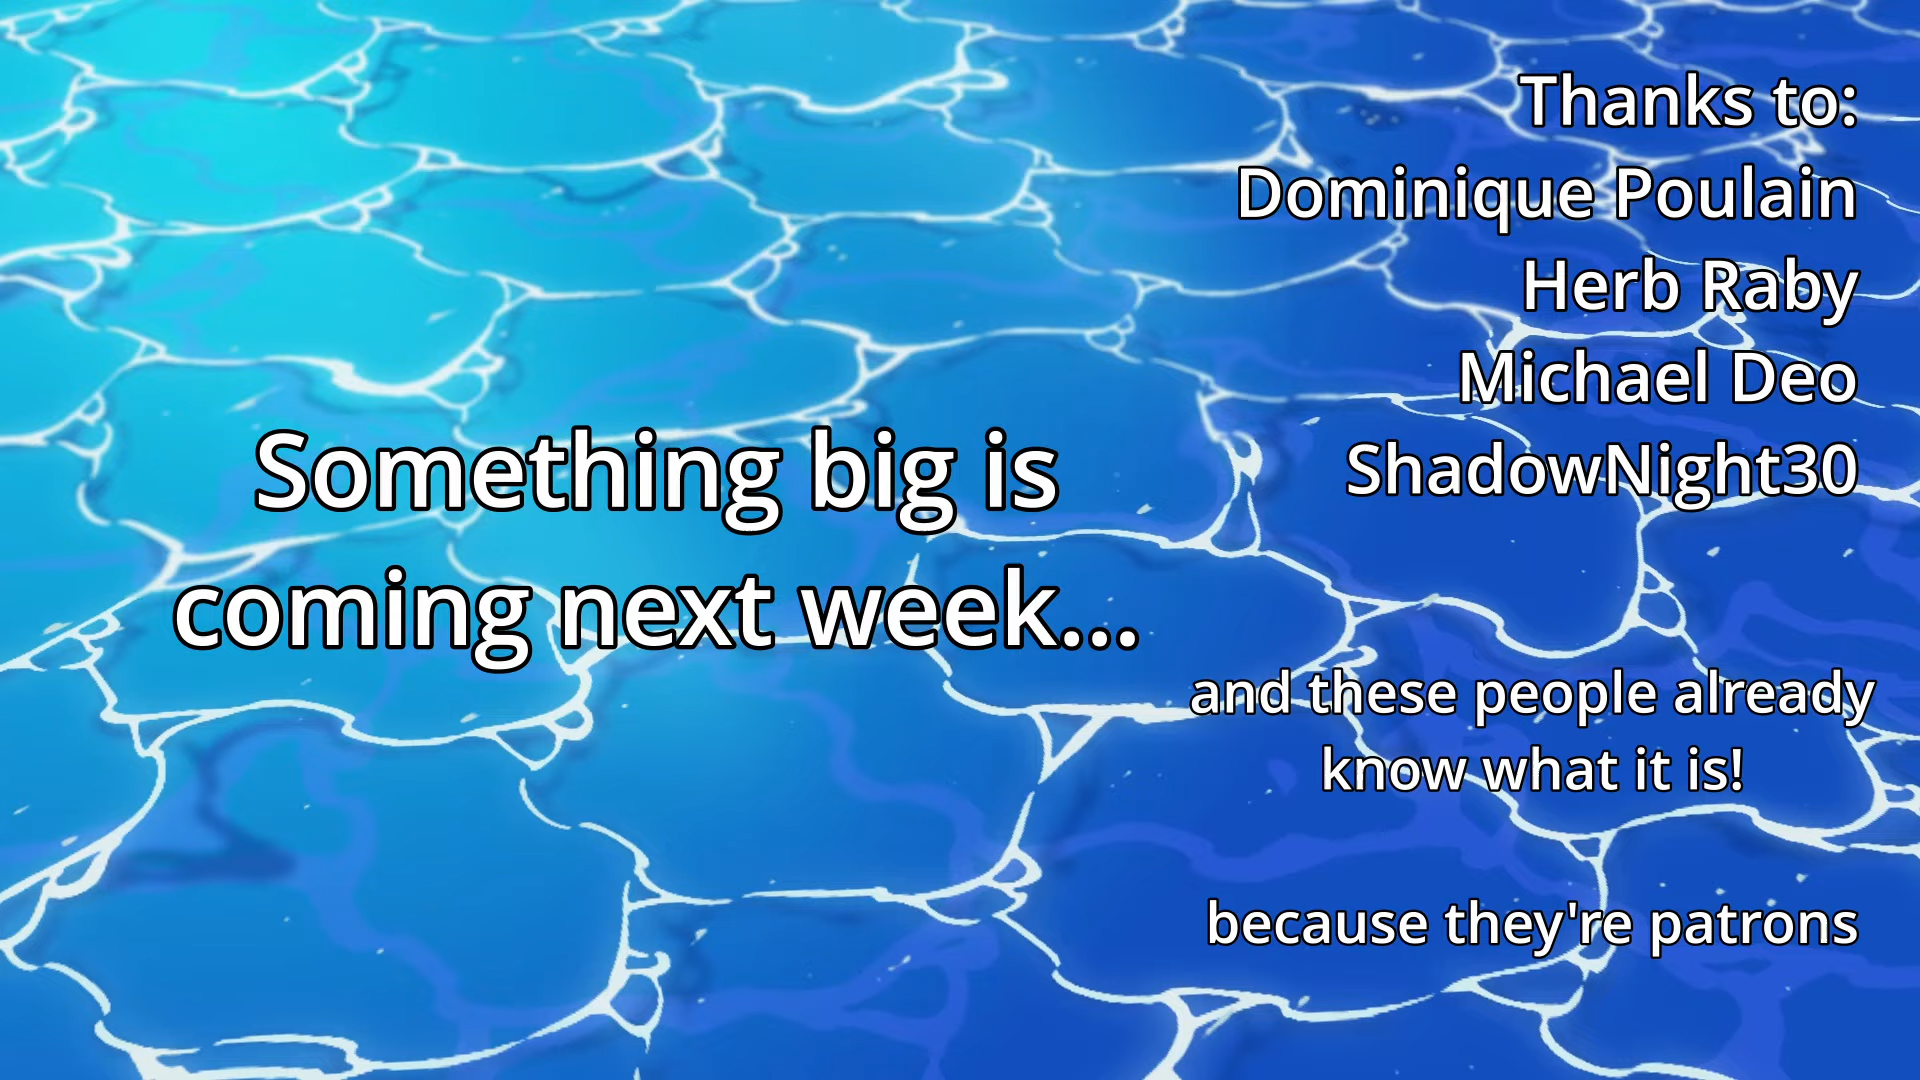 Something big is
coming next week...
Thanks to:
Dominique Poulain
Herb Raby
Michael Deo
ShadowNight30
and these people already
know what it is!
because they're patrons